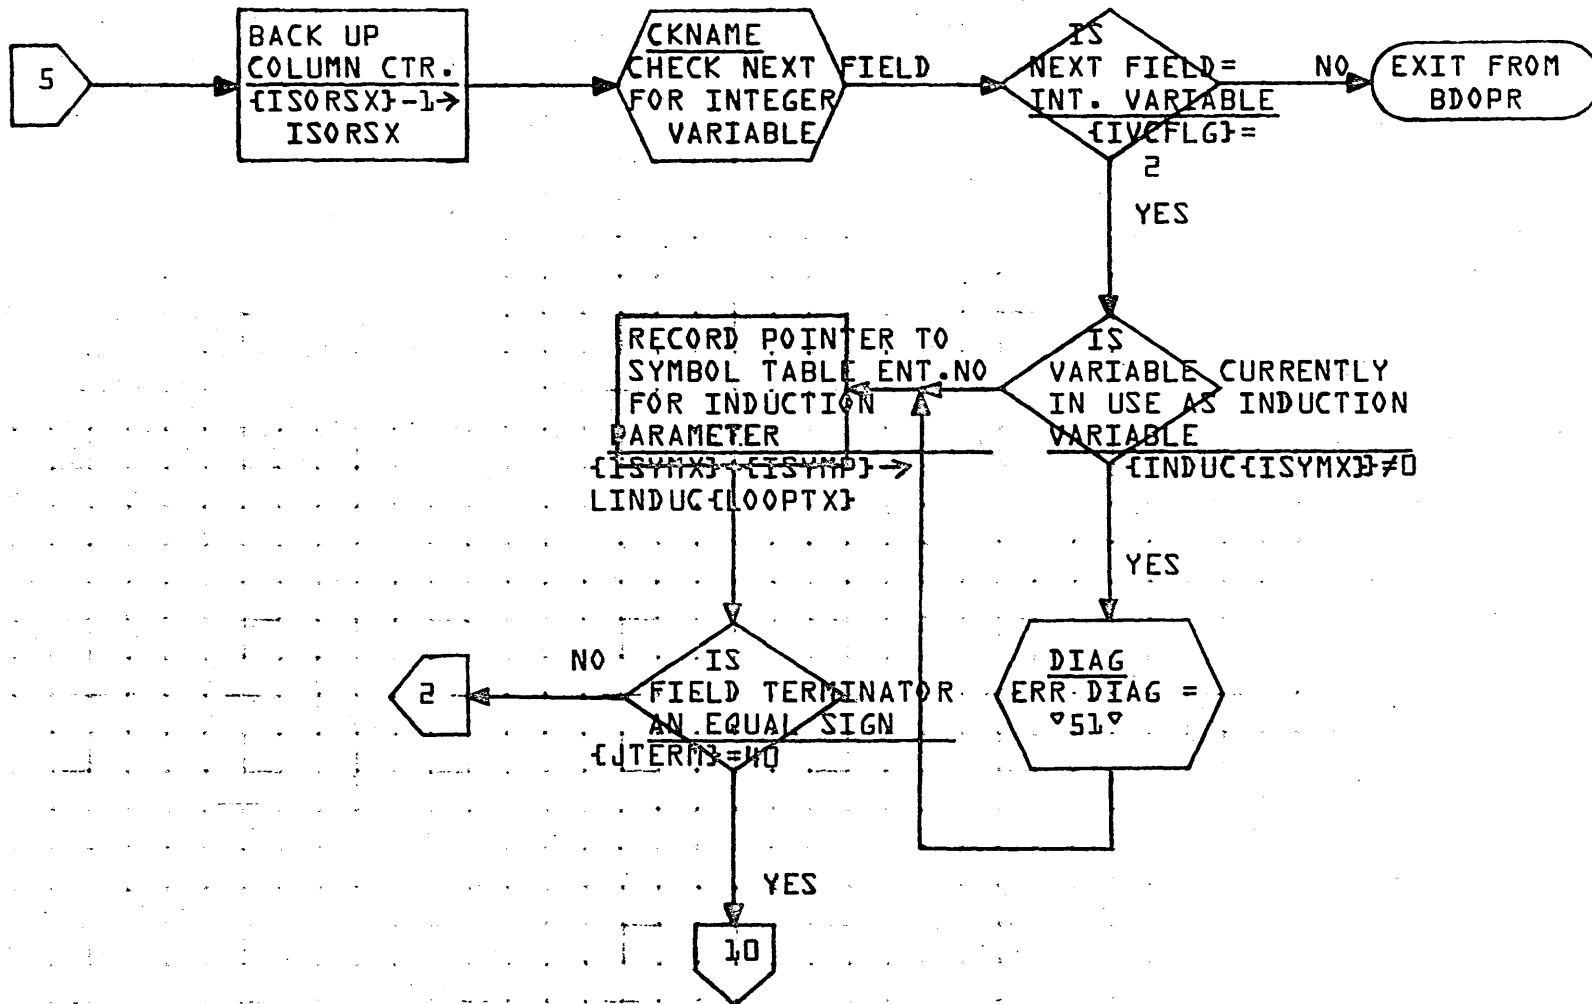 5
BACK UP
COLUMN CTR.
{ISORSX}-1→
ISORSX
CKNAME
CHECK NEXT FIELD
FOR INTEGER
VARIABLE
IS
NEXT FIELD=
INT. VARIABLE
{IVCFLG}=
2
NO
EXIT FROM
BDOPR
YES
RECORD POINTER TO
SYMBOL TABLE ENT.
FOR INDUCTION
PARAMETER
{ISYMX}-{ISYMP}→
LINDUC{LOOPTX}
NO
IS
VARIABLE CURRENTLY
IN USE AS INDUCTION
VARIABLE
{INDUC{ISYMX}}≠0
YES
DIAG
ERR DIAG =
°51°
NO
IS
FIELD TERMINATOR
AN EQUAL SIGN
{JTERM}=40
2
YES
10